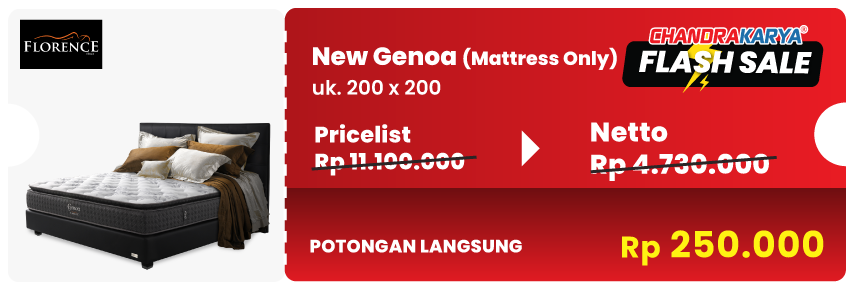 FLORENCE
CHANDRAKARYA®
FLASH SALE
New Genoa (Mattress Only)
uk. 200 x 200
Pricelist
Rp 11.100.000
Netto
Rp 4.730.000
Genoa
POTONGAN LANGSUNG
Rp 250.000